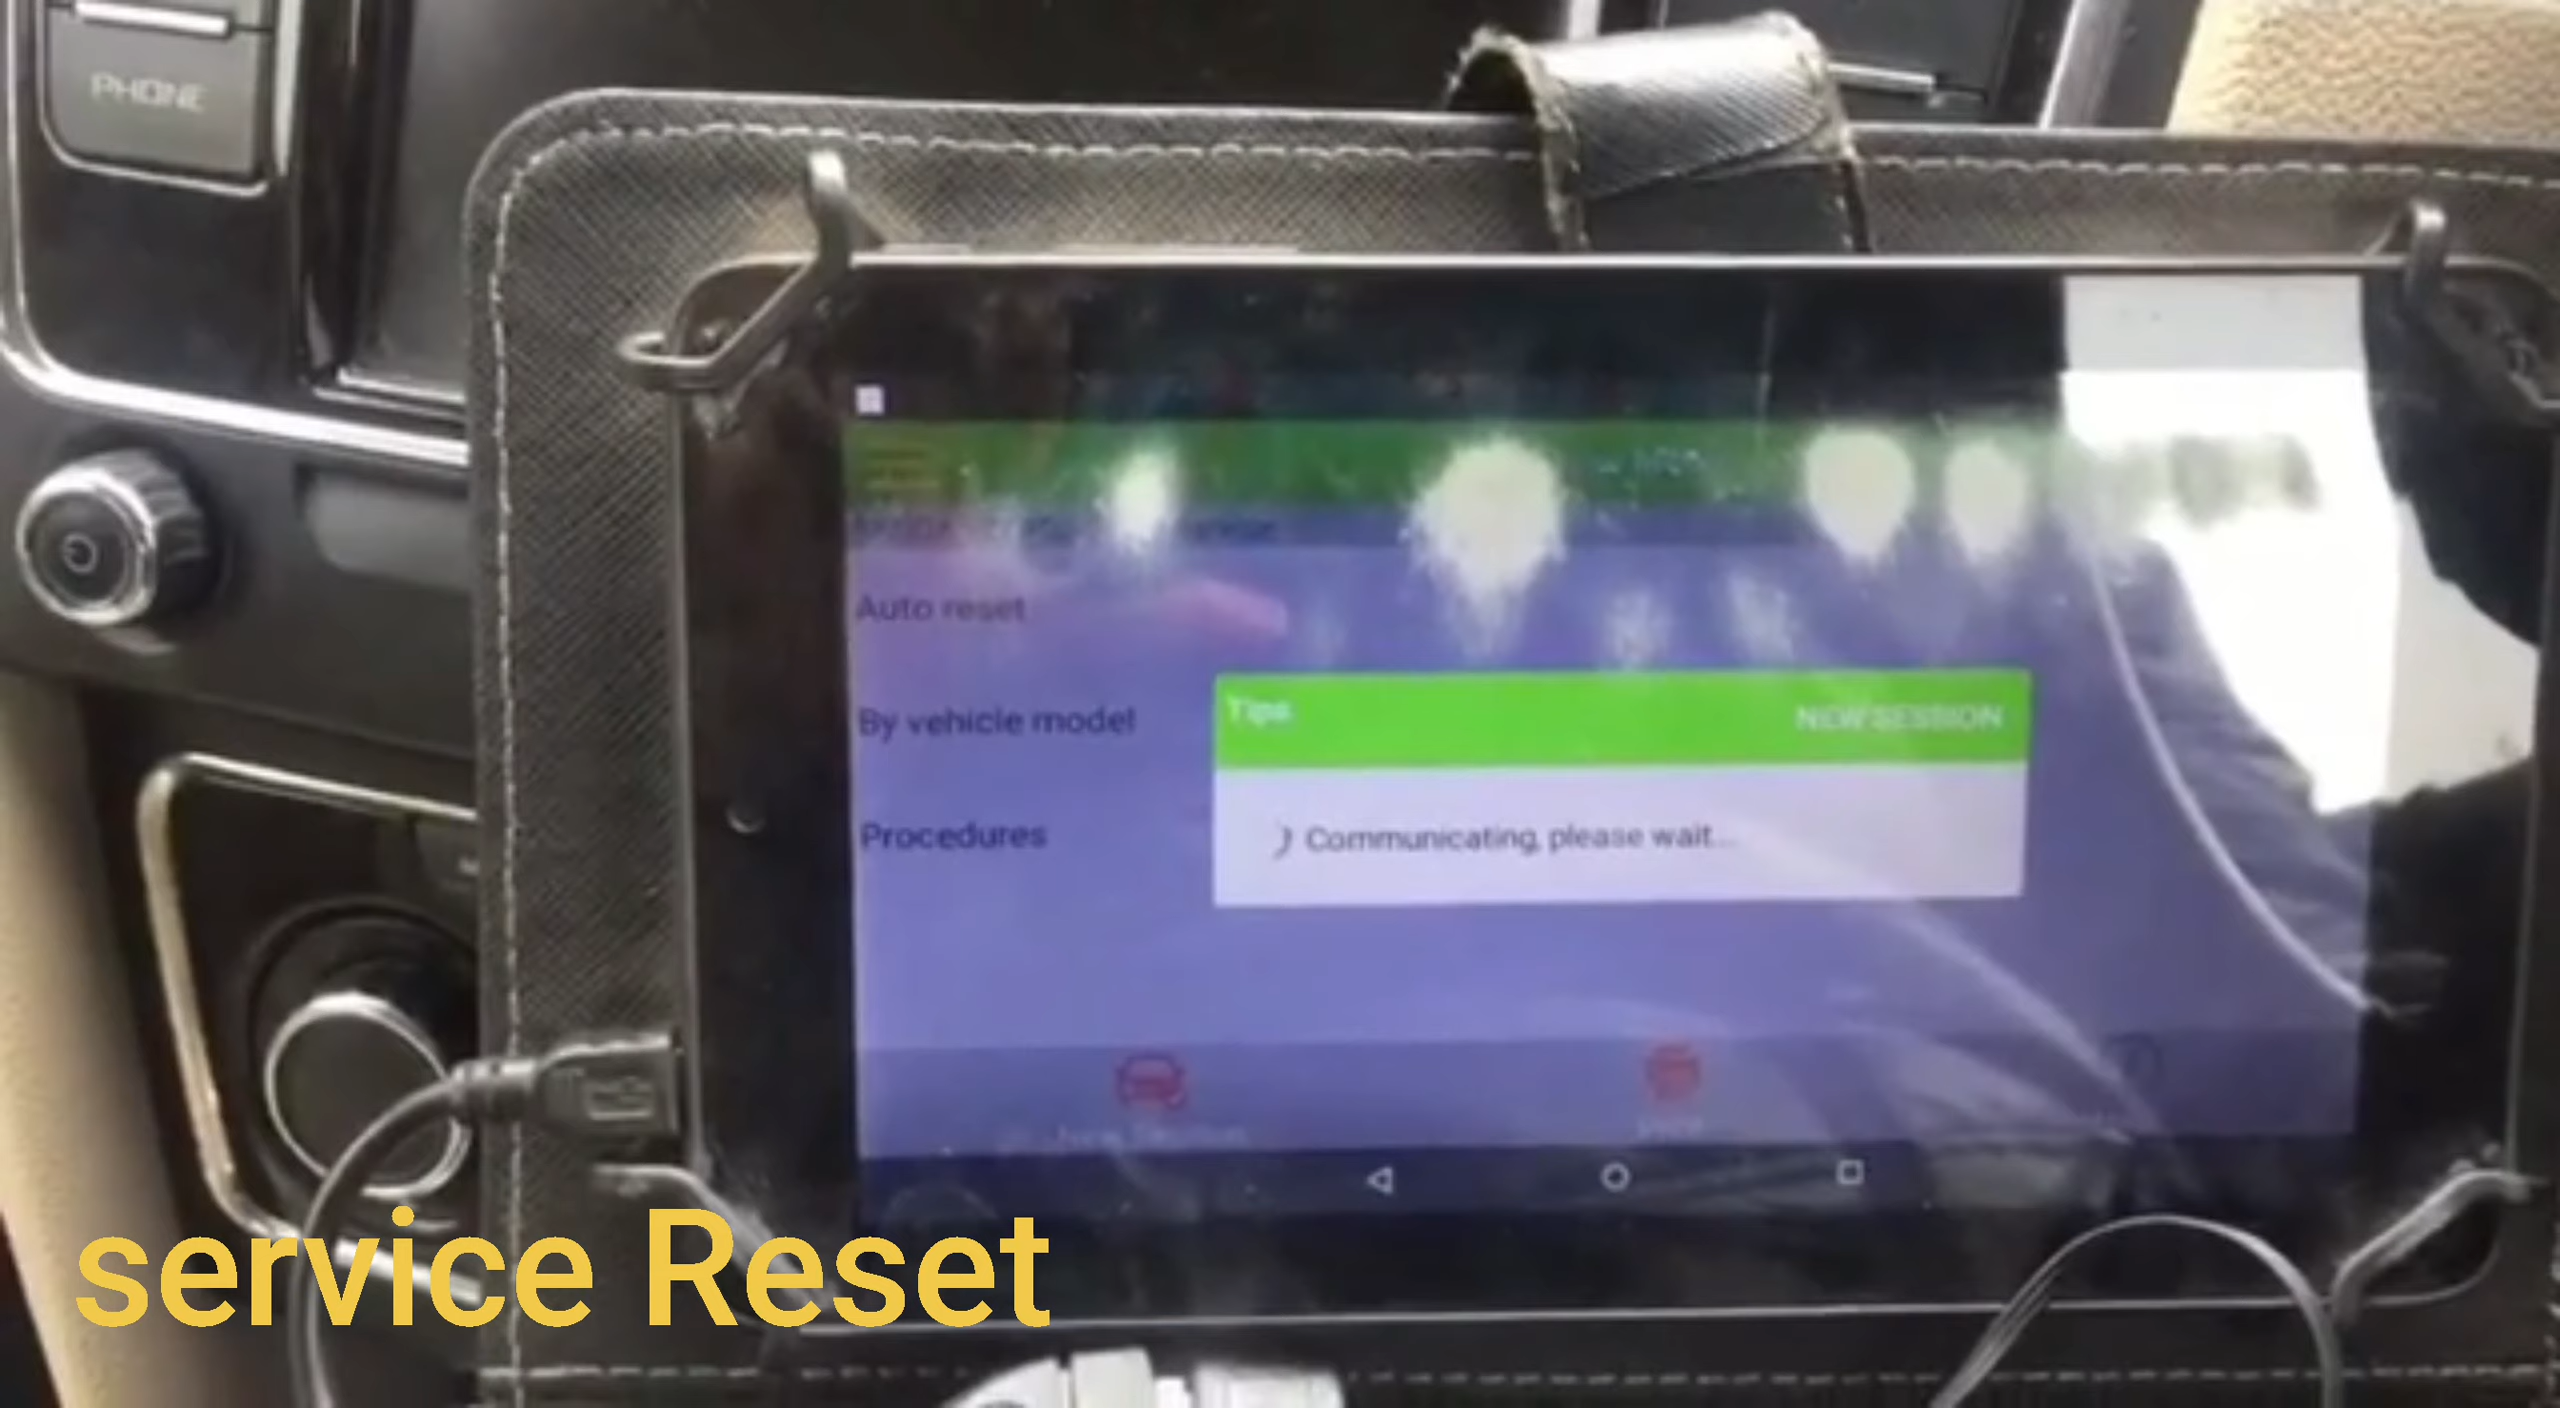 PHONE
Auto reset
By vehicle model
Procedures
Tips
NEW SESSION
Communicating, please wait...
service Reset